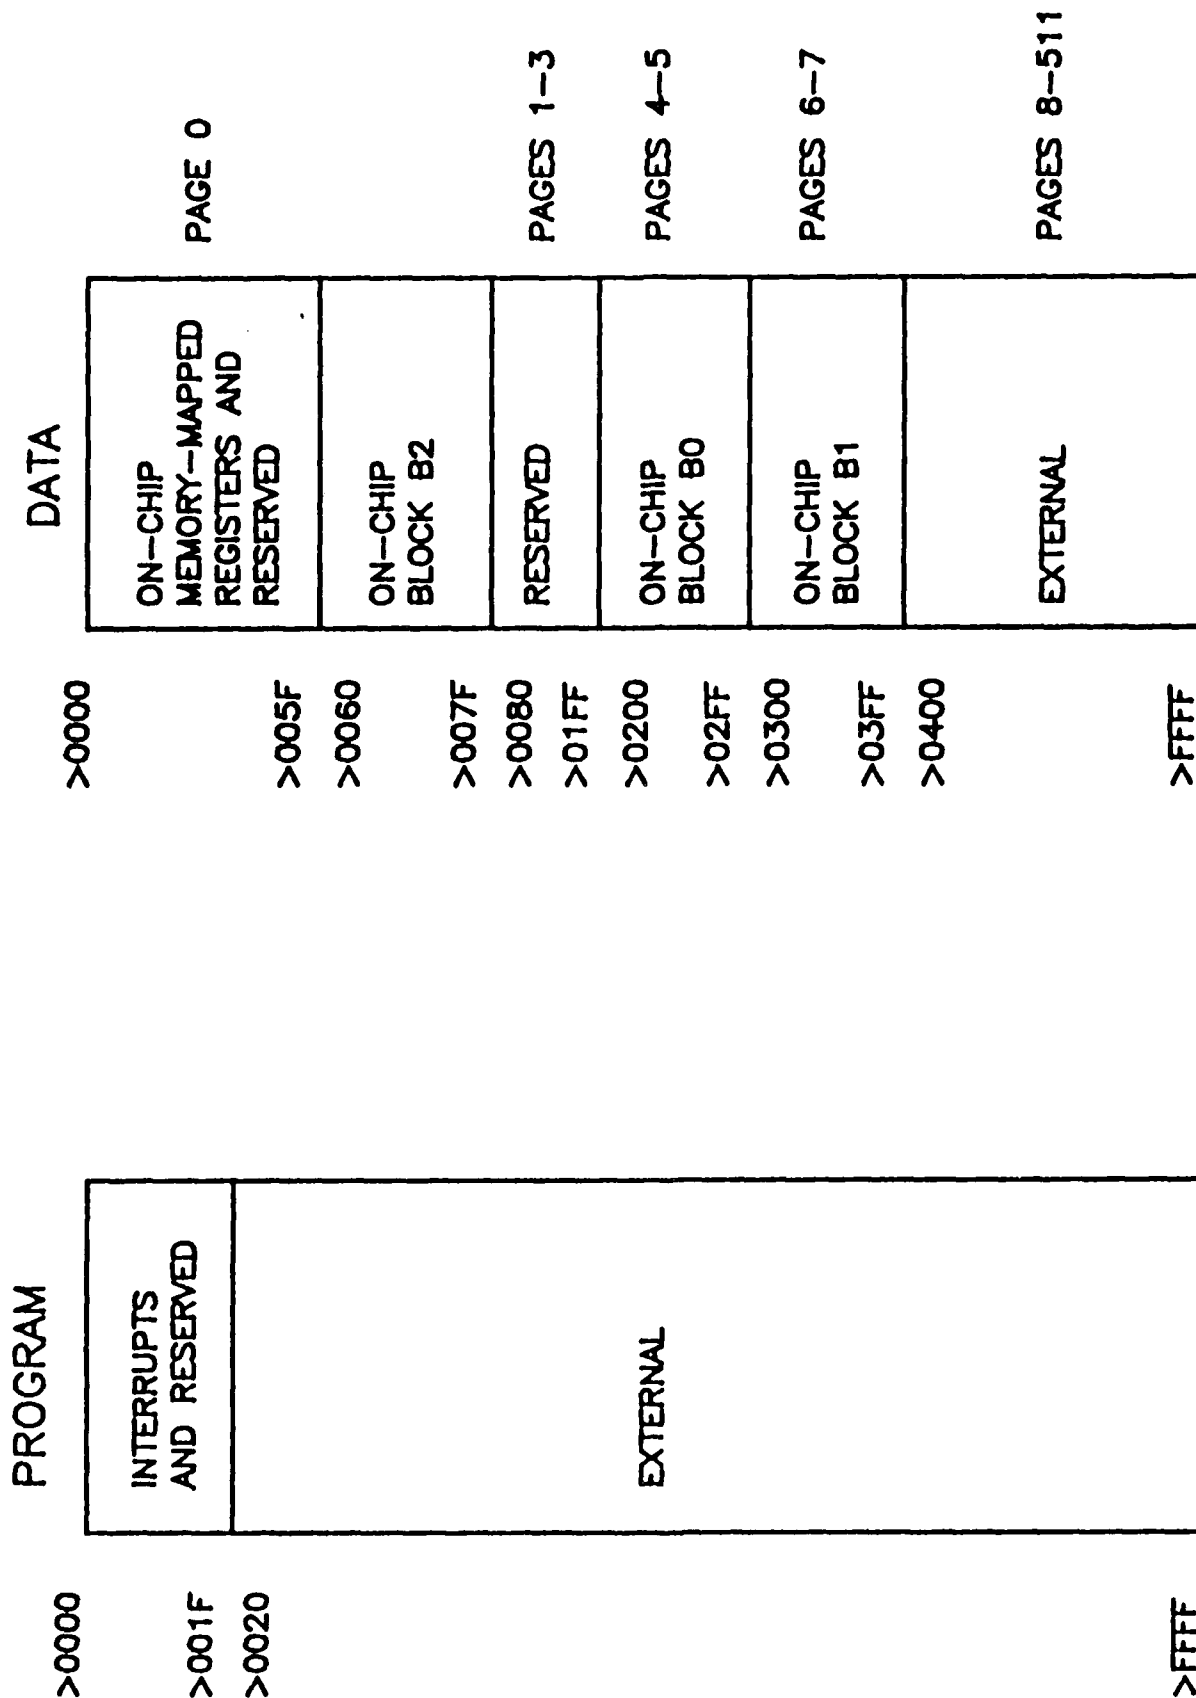 PROGRAM
>0000
INTERRUPTS
AND RESERVED
>001F
>0020
EXTERNAL
>FFFF
DATA
>0000
ON-CHIP
MEMORY-MAPPED
REGISTERS AND
RESERVED
PAGE 0
>005F
>0060
ON-CHIP
BLOCK B2
>007F
>0080
RESERVED
PAGES 1-3
>01FF
>0200
ON-CHIP
BLOCK B0
PAGES 4-5
>02FF
>0300
ON-CHIP
BLOCK B1
PAGES 6-7
>03FF
>0400
EXTERNAL
PAGES 8-511
>FFFF